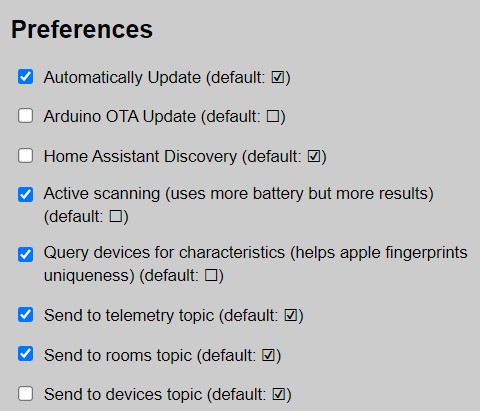 Preferences
Automatically Update (default: ☑)
Arduino OTA Update (default: ☐)
Home Assistant Discovery (default: ☑)
Active scanning (uses more battery but more results)
(default: ☐)
Query devices for characteristics (helps apple fingerprints
uniqueness) (default: ☐)
Send to telemetry topic (default: ☑)
Send to rooms topic (default: ☑)
Send to devices topic (default: ☑)